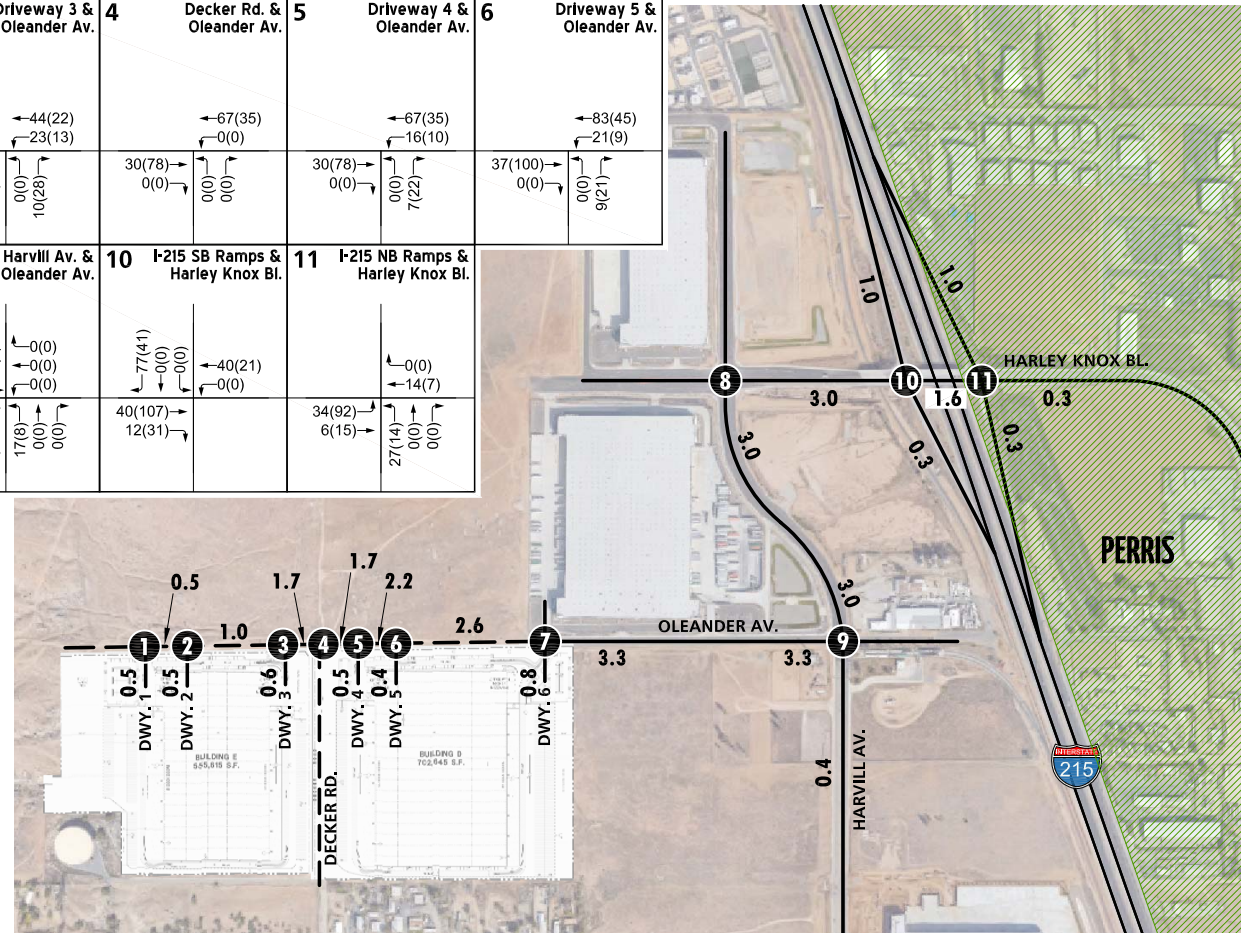 Driveway 3 &
Oleander Av.
44(22)
23(13)
0(0)
10(28)
4
Decker Rd. &
Oleander Av.
67(35)
0(0)
30(78)
0(0)
0(0)
0(0)
5
Driveway 4 &
Oleander Av.
67(35)
16(10)
30(78)
0(0)
0(0)
7(22)
6
Driveway 5 &
Oleander Av.
83(45)
21(9)
37(100)
0(0)
0(0)
9(21)
Harvill Av. &
Oleander Av.
0(0)
0(0)
0(0)
17(8)
0(0)
0(0)
10
I-215 SB Ramps &
Harley Knox Bl.
77(41)
0(0)
0(0)
40(21)
0(0)
40(107)
12(31)
11
I-215 NB Ramps &
Harley Knox Bl.
0(0)
14(7)
34(92)
6(15)
27(14)
0(0)
0(0)
1.0
1.0
HARLEY KNOX BL.
8
10
11
3.0
1.6
0.3
3.0
0.3
0.3
PERRIS
3.0
0.5
1.7
1.7
2.2
1
2
1.0
3
4
5
6
2.6
7
OLEANDER AV.
9
3.3
3.3
0.5
0.5
0.6
0.5
0.4
0.8
DWY. 1
DWY. 2
DWY. 3
DWY. 4
DWY. 5
DWY. 6
BUILDING E
555,615 S.F.
BUILDING D
702,645 S.F.
DECKER RD.
0.4
HARVILL AV.
INTERSTATE
215